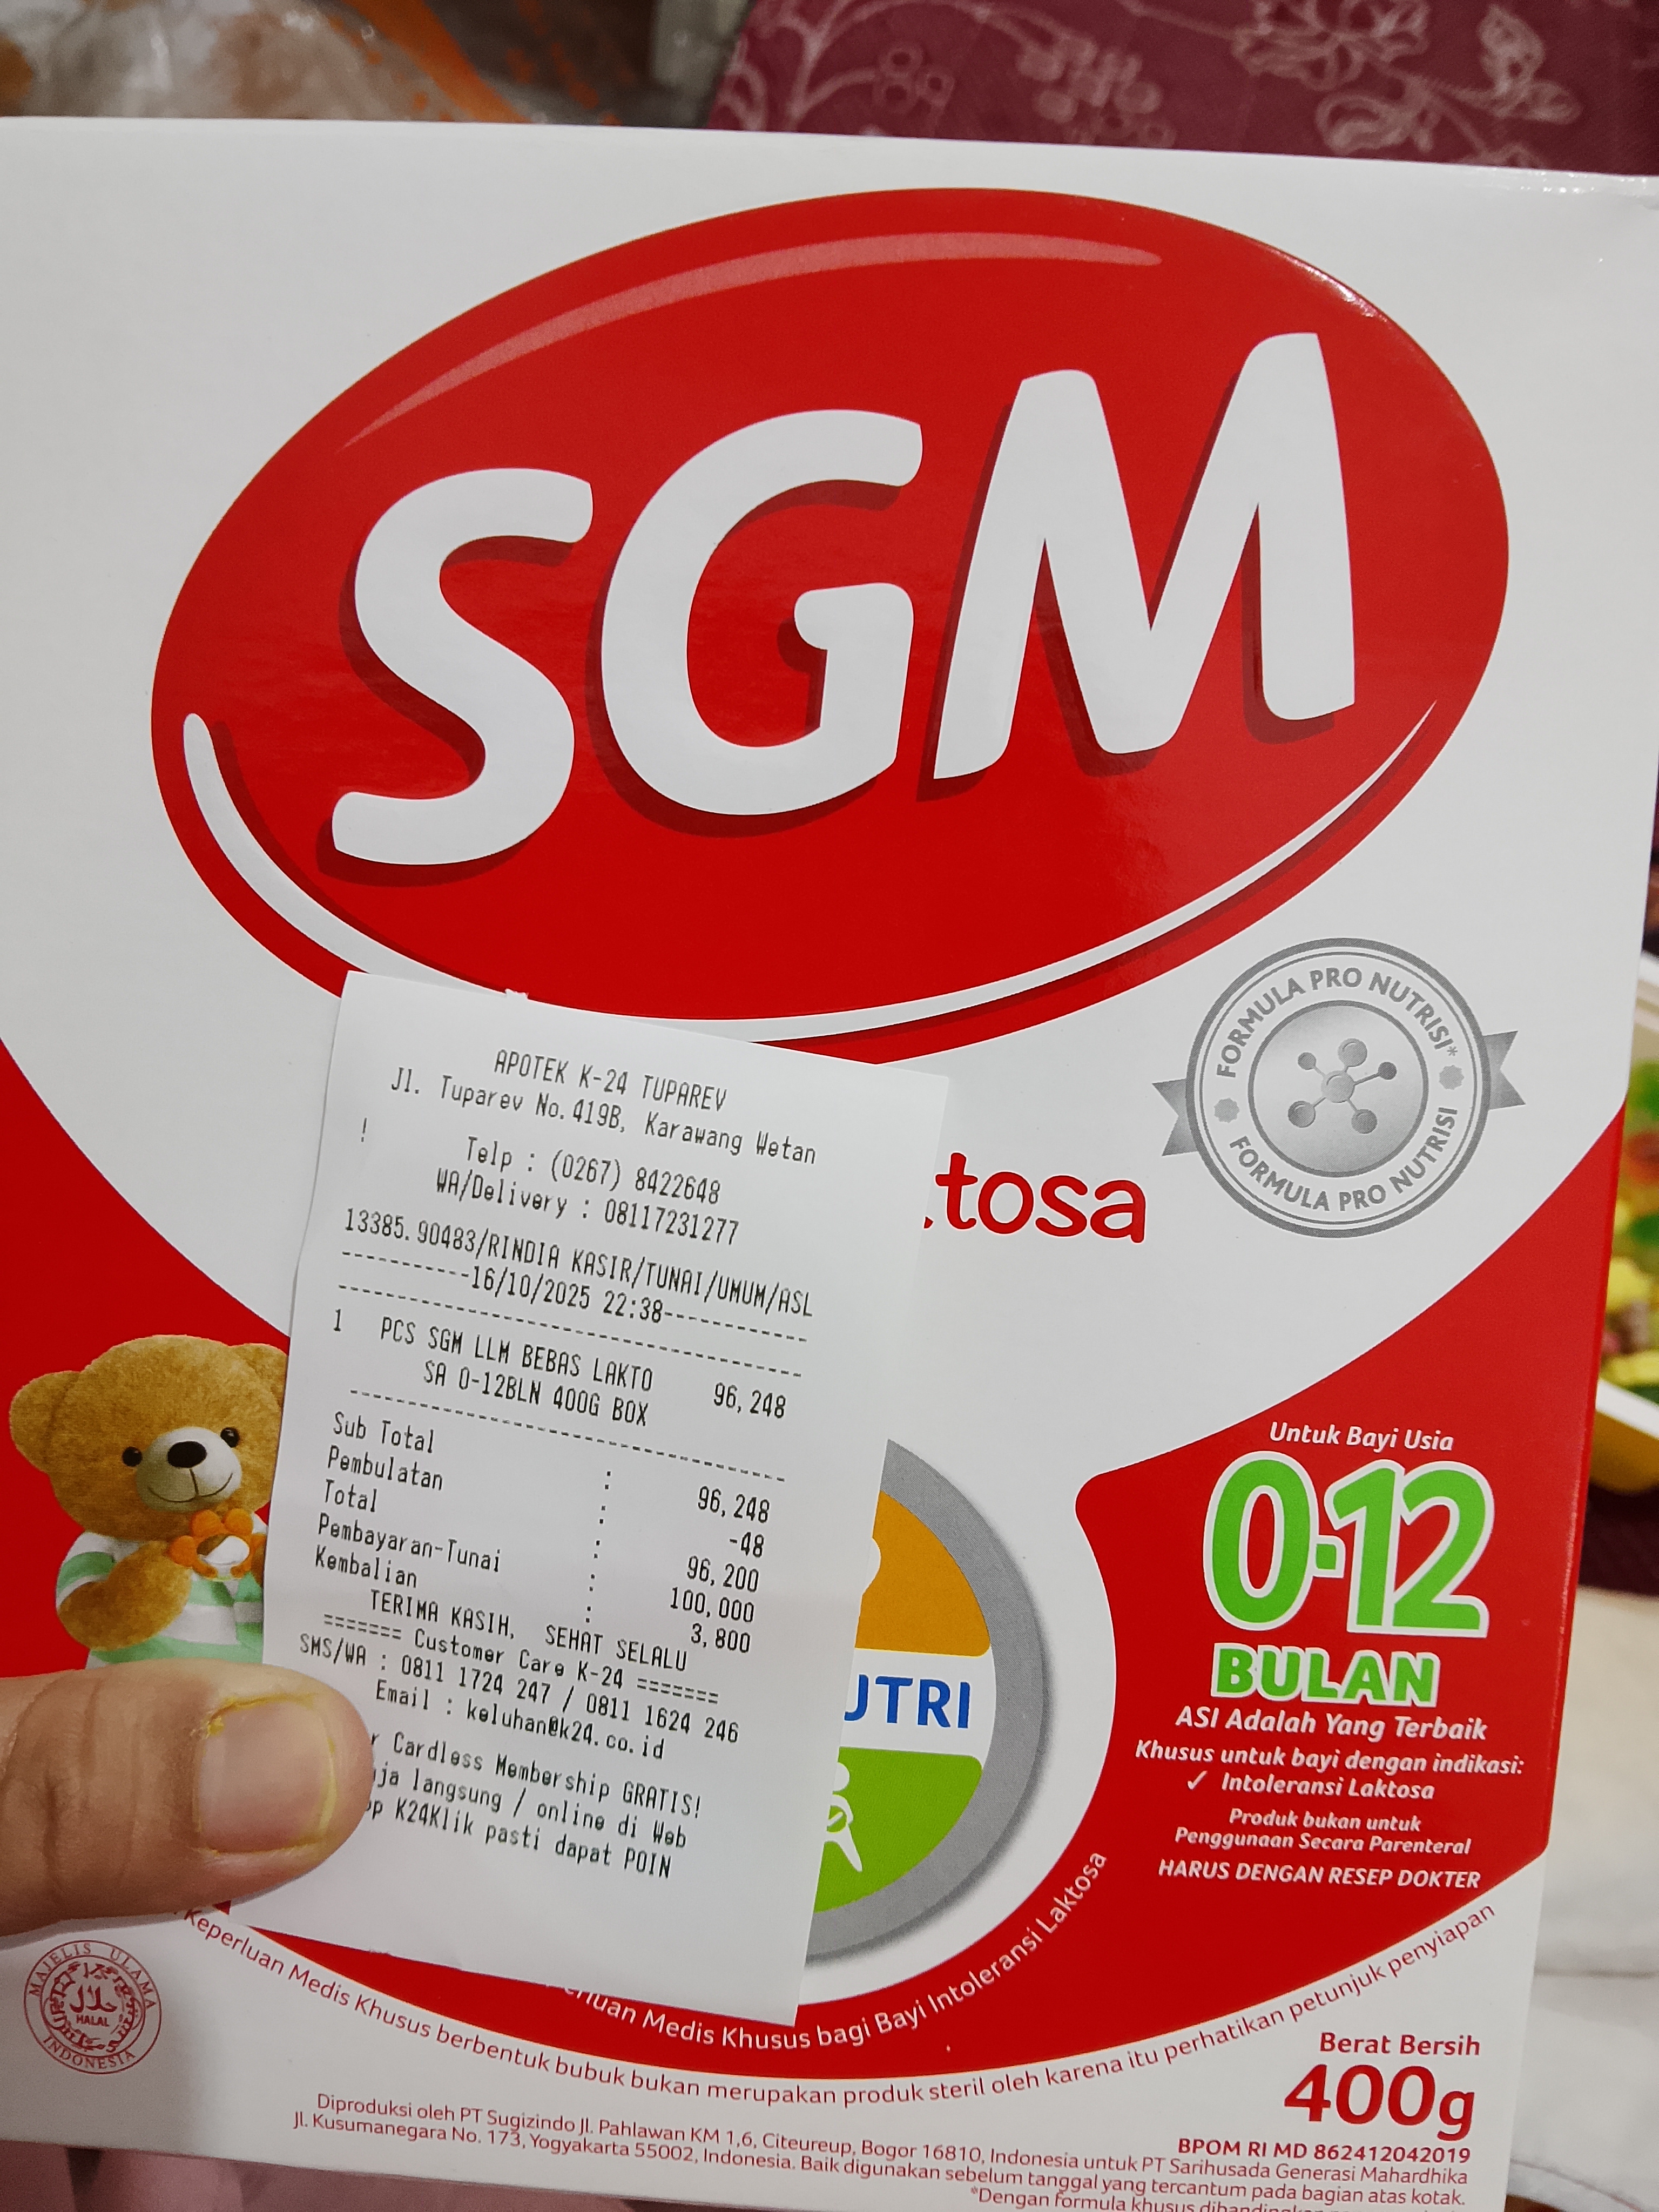 SGM
FORMULA PRO NUTRISI*
FORMULA PRO NUTRISI
tosa
APOTEK K-24 TUPAREV
Jl. Tuparev No.419B, Karawang Wetan
!
Telp : (0267) 8422648
WA/Delivery : 08117231277
13385.90483/RINDIA KASIR/TUNAI/UMUM/ASL
-----------16/10/2025 22:38------------
1 PCS SGM LLM BEBAS LAKTO 96,248
SA 0-12BLN 400G BOX
Sub Total : 96,248
Pembulatan : -48
Total : 96,200
Pembayaran-Tunai : 100,000
Kembalian : 3,800
TERIMA KASIH, SEHAT SELALU
======= Customer Care K-24 =======
SMS/WA : 0811 1724 247 / 0811 1624 246
Email : keluhan@k24.co.id
r Cardless Membership GRATIS!
ja langsung / online di Web
pp K24Klik pasti dapat POIN
UTRI
Untuk Bayi Usia
0-12
BULAN
ASI Adalah Yang Terbaik
Khusus untuk bayi dengan indikasi:
✓ Intoleransi Laktosa
Produk bukan untuk
Penggunaan Secara Parenteral
HARUS DENGAN RESEP DOKTER
Medis Khusus bagi Bayi Intoleransi Laktosa
Keperluan Medis Khusus berbentuk bubuk bukan merupakan produk steril oleh karena itu perhatikan petunjuk penyiapan
MAJELIS ULAMA
حلال
HALAL
INDONESIA
Berat Bersih
400g
BPOM RI MD 862412042019
Diproduksi oleh PT Sugizindo Jl. Pahlawan KM 1,6, Citeureup, Bogor 16810, Indonesia untuk PT Sarihusada Generasi Mahardhika
Jl. Kusumanegara No. 173, Yogyakarta 55002, Indonesia. Baik digunakan sebelum tanggal yang tercantum pada bagian atas kotak.
*Dengan formula khusus